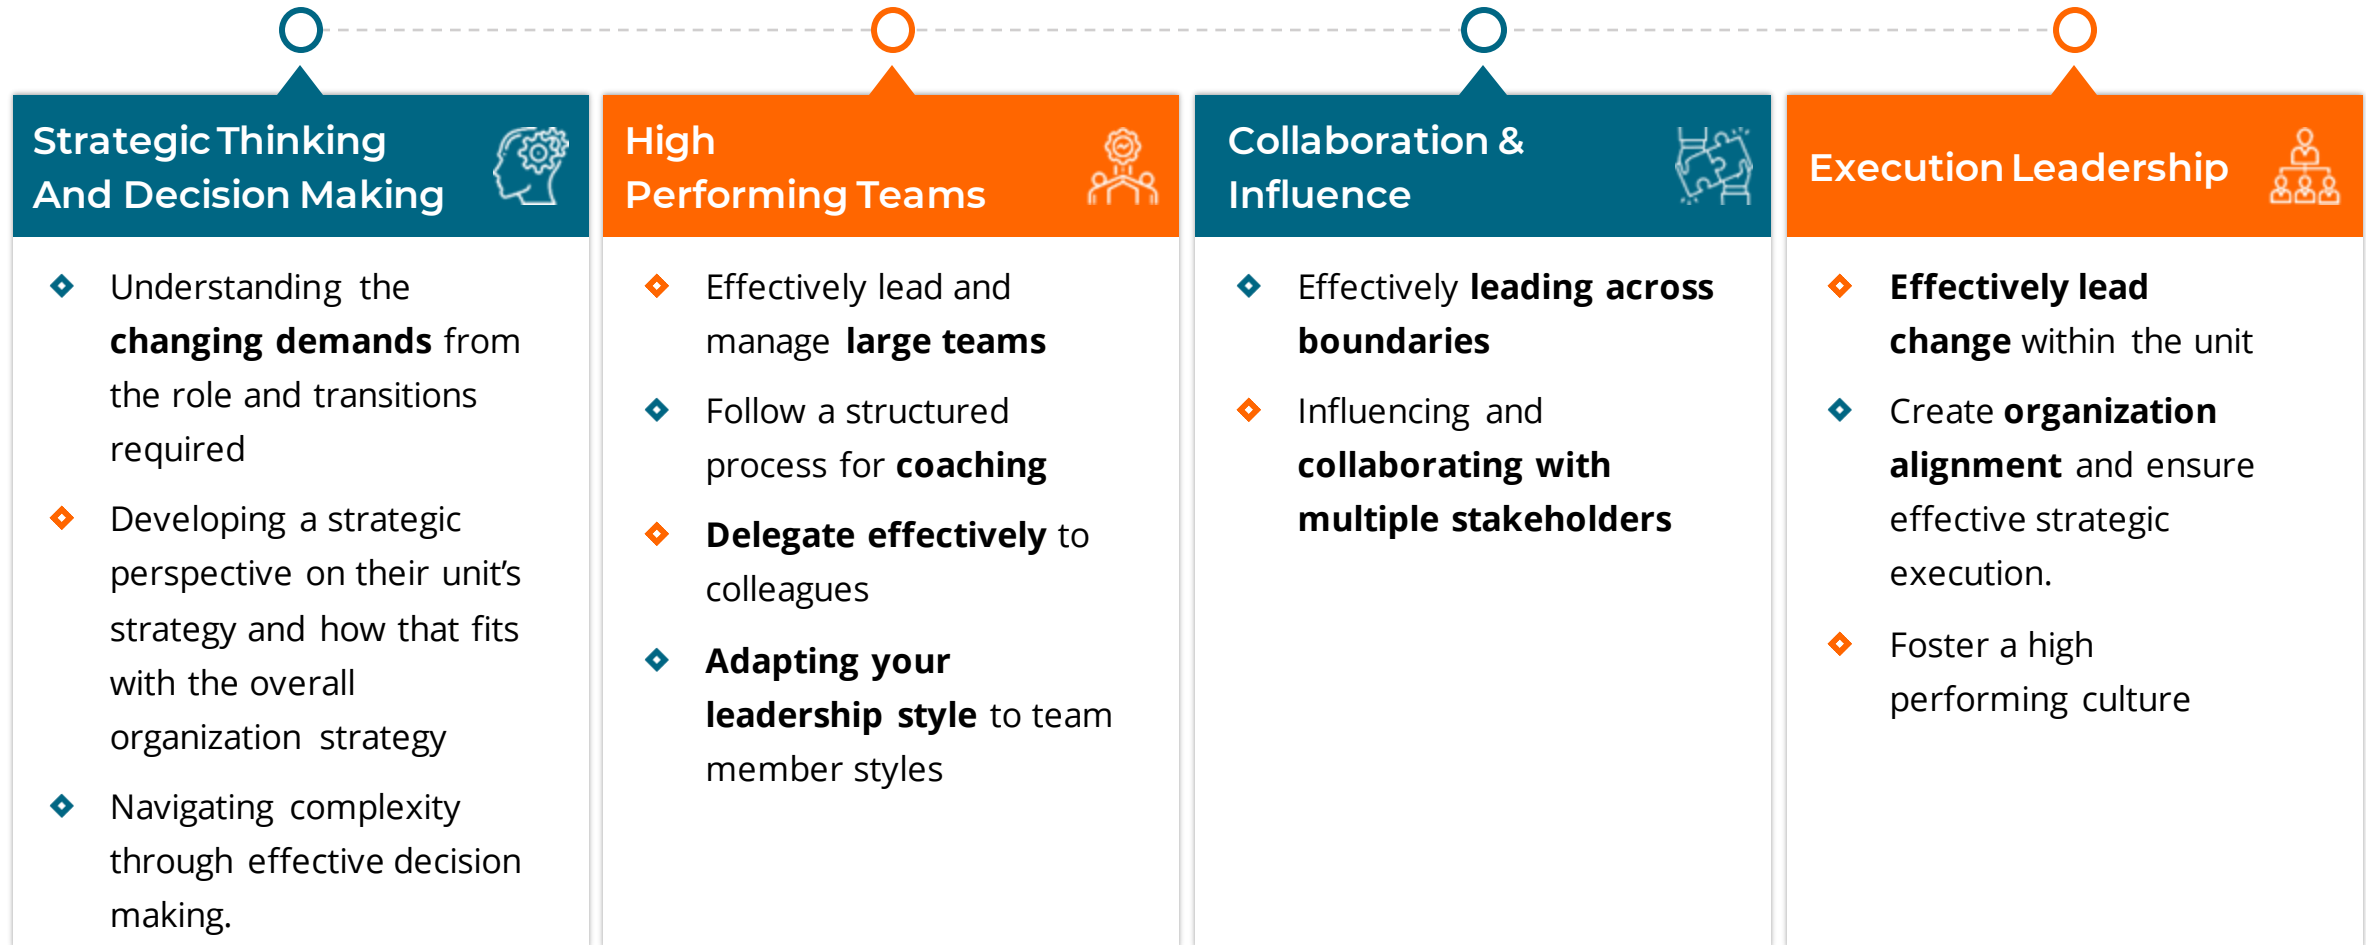 Strategic Thinking
And Decision Making
Understanding the
changing demands from
the role and transitions
required
Developing a strategic
perspective on their unit’s
strategy and how that fits
with the overall
organization strategy
Navigating complexity
through effective decision
making.
High
Performing Teams
Effectively lead and
manage large teams
Follow a structured
process for coaching
Delegate effectively to
colleagues
Adapting your
leadership style to team
member styles
Collaboration &
Influence
Effectively leading across
boundaries
Influencing and
collaborating with
multiple stakeholders
Execution Leadership
Effectively lead
change within the unit
Create organization
alignment and ensure
effective strategic
execution.
Foster a high
performing culture